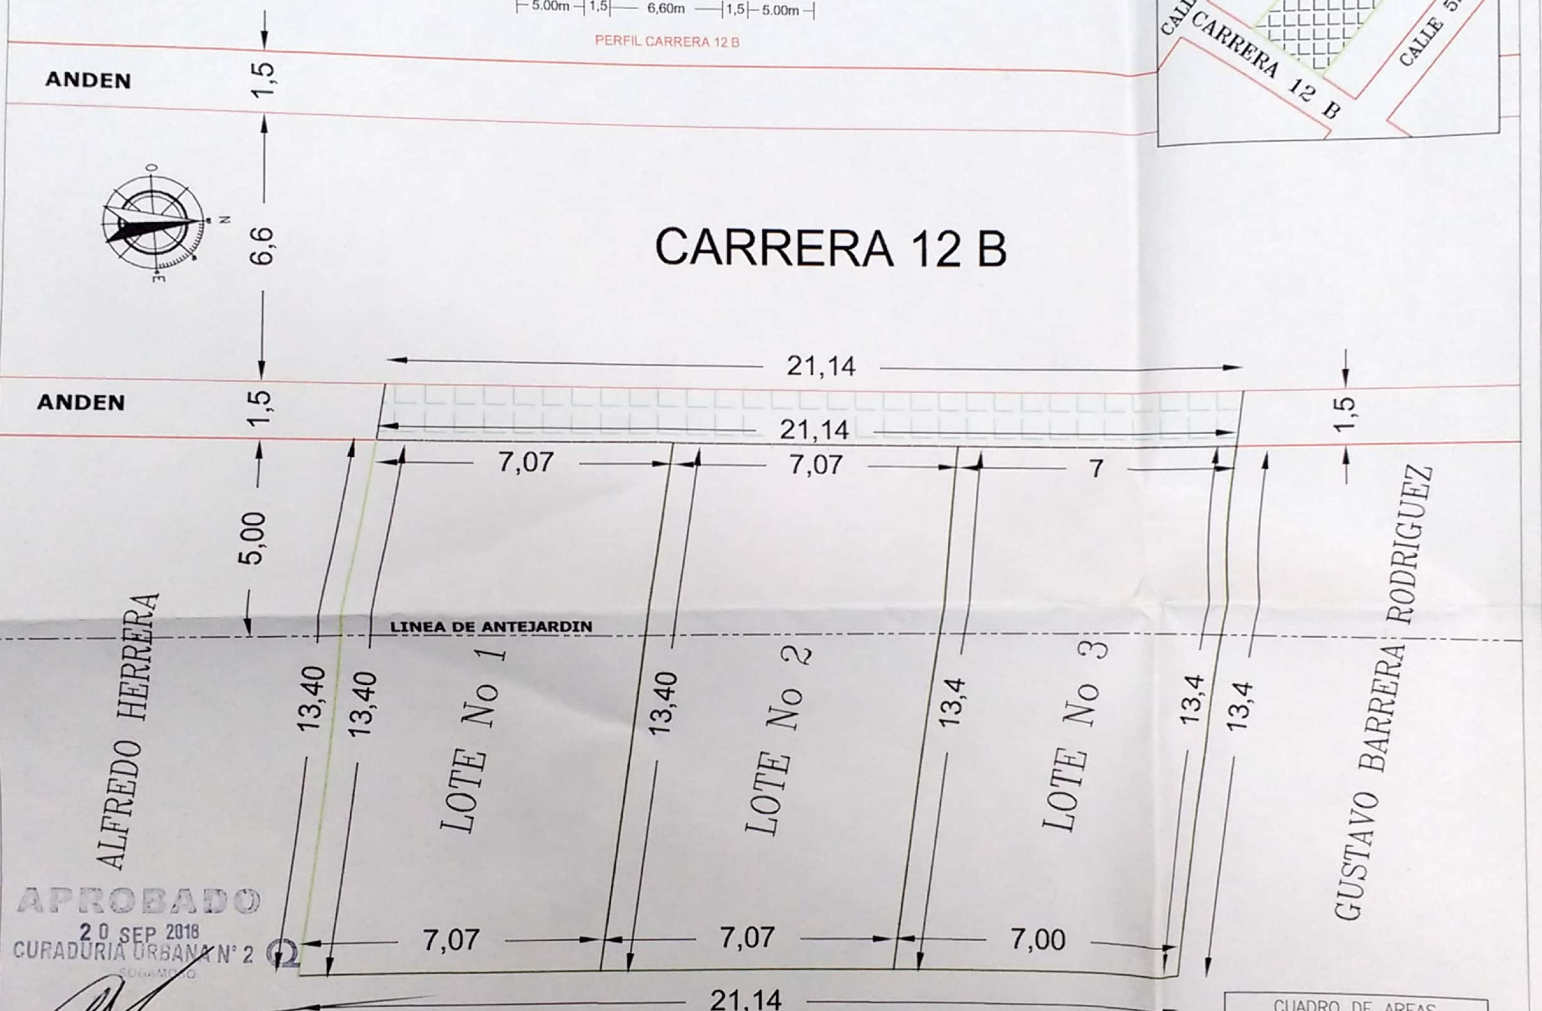 5.00m 1,5 6,60m 1,5 5.00m
PERFIL CARRERA 12 B
CARRERA 12 B
CALLE 5
ANDEN
1,5
O
N
E
6,6
CARRERA 12 B
21,14
ANDEN
1,5
21,14
1,5
7,07 7,07 7
5,00
LINEA DE ANTEJARDIN
ALFREDO HERRERA
13,40
13,40
LOTE No 1
13,40
LOTE No 2
13,4
LOTE No 3
13,4
13,4
GUSTAVO BARRERA RODRIGUEZ
APROBADO
20 SEP 2018
CURADURIA URBANA N° 2
SOGAMOSO
7,07 7,07 7,00
21,14
CUADRO DE AREAS